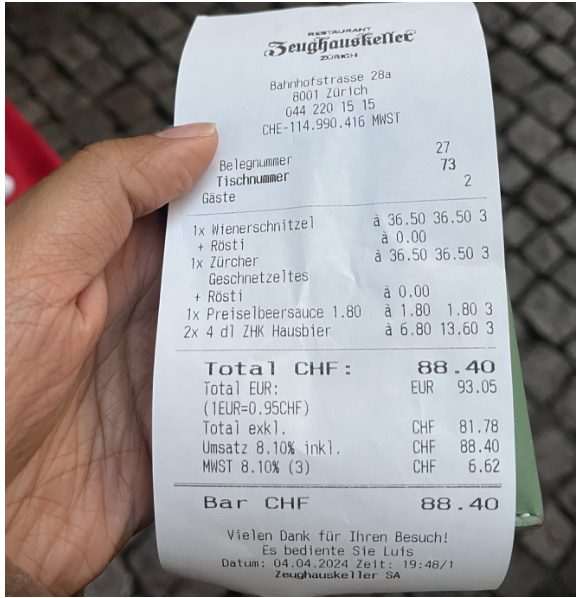 RESTAURANT
Zeughauskeller
ZÜRICH
Bahnhofstrasse 28a
8001 Zürich
044 220 15 15
CHE-114.990.416 MWST
Belegnummer 27
Tischnummer 73
Gäste 2
1x Wienerschnitzel à 36.50 36.50 3
+ Rösti à 0.00
1x Zürcher à 36.50 36.50 3
Geschnetzeltes
+ Rösti à 0.00
1x Preiselbeersauce 1.80 à 1.80 1.80 3
2x 4 dl ZHK Hausbier à 6.80 13.60 3
Total CHF: 88.40
Total EUR: EUR 93.05
(1EUR=0.95CHF)
Total exkl. CHF 81.78
Umsatz 8.10% inkl. CHF 88.40
MWST 8.10% (3) CHF 6.62
Bar CHF 88.40
Vielen Dank für Ihren Besuch!
Es bediente Sie Luis
Datum: 04.04.2024 Zeit: 19:48/1
Zeughauskeller SA